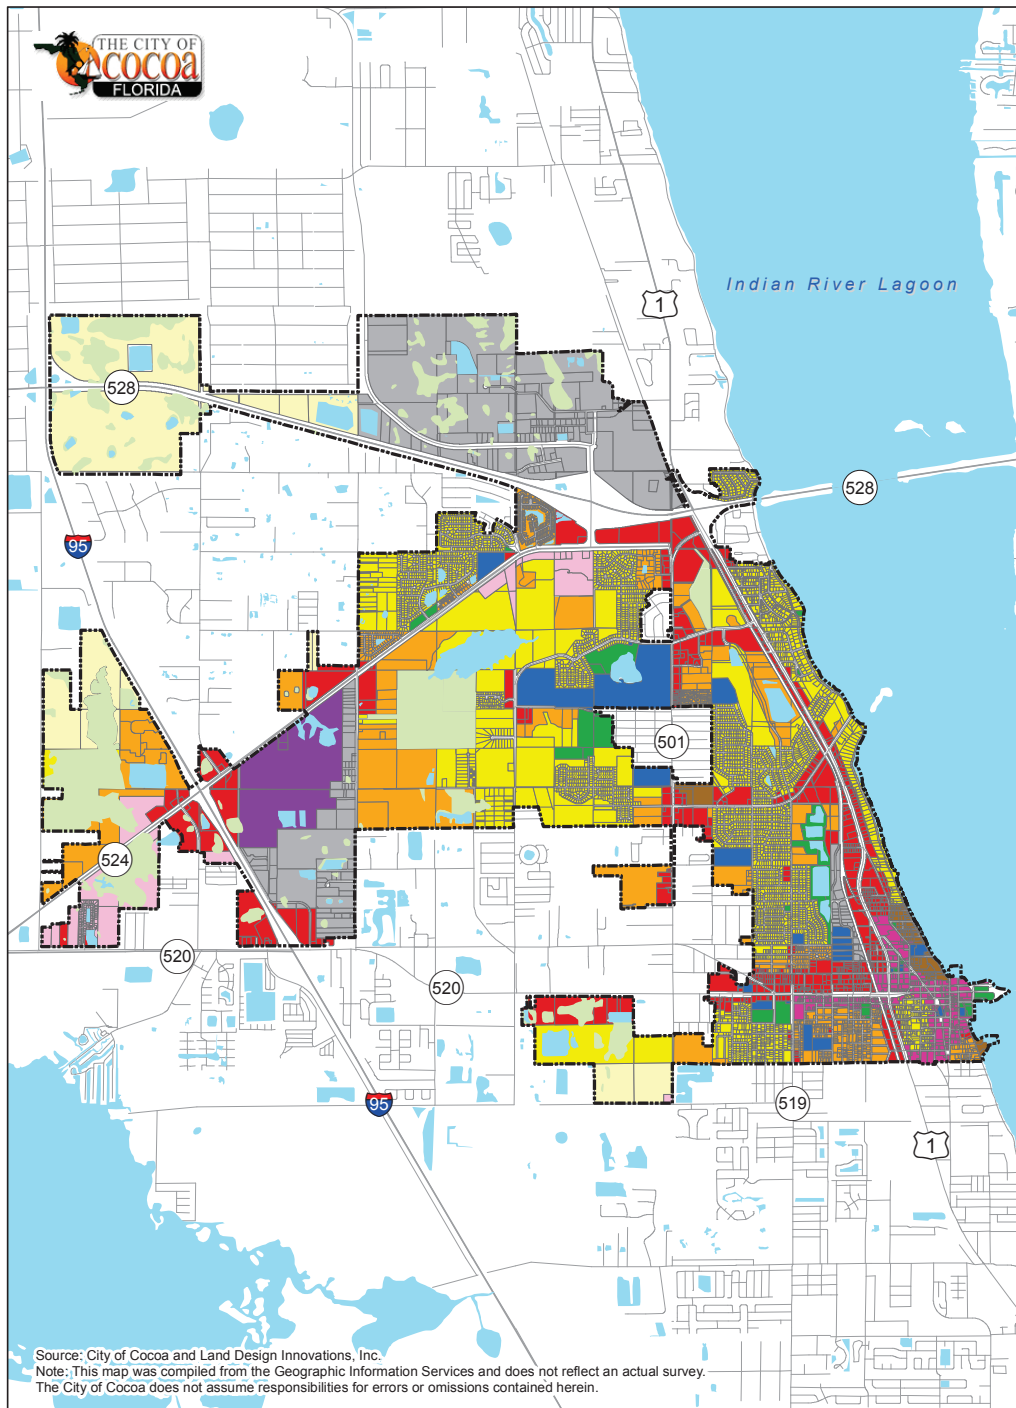 THE CITY OF
COCOA
FLORIDA
Indian River Lagoon
1
528
528
95
501
524
520
520
95
519
1
Source: City of Cocoa and Land Design Innovations, Inc.
Note: This map was compiled from the Geographic Information Services and does not reflect an actual survey.
The City of Cocoa does not assume responsibilities for errors or omissions contained herein.